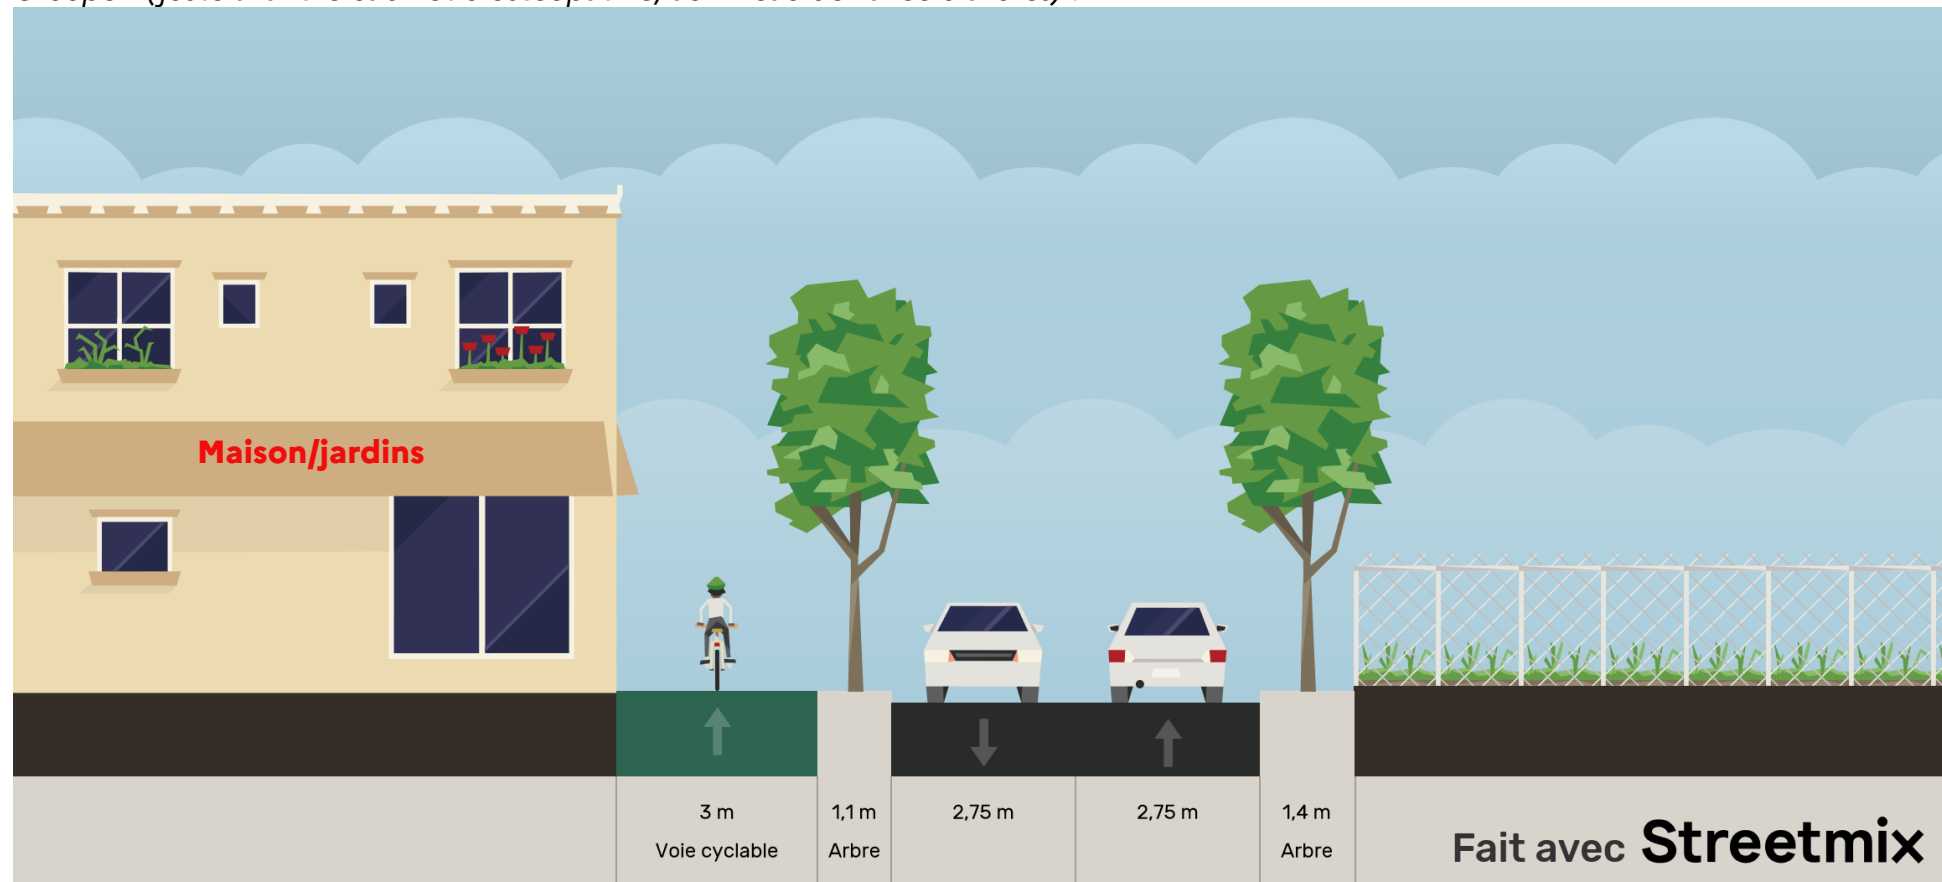 Maison/jardins
3 m
Voie cyclable
1,1 m
Arbre
2,75 m
2,75 m
1,4 m
Arbre
Fait avec Streetmix